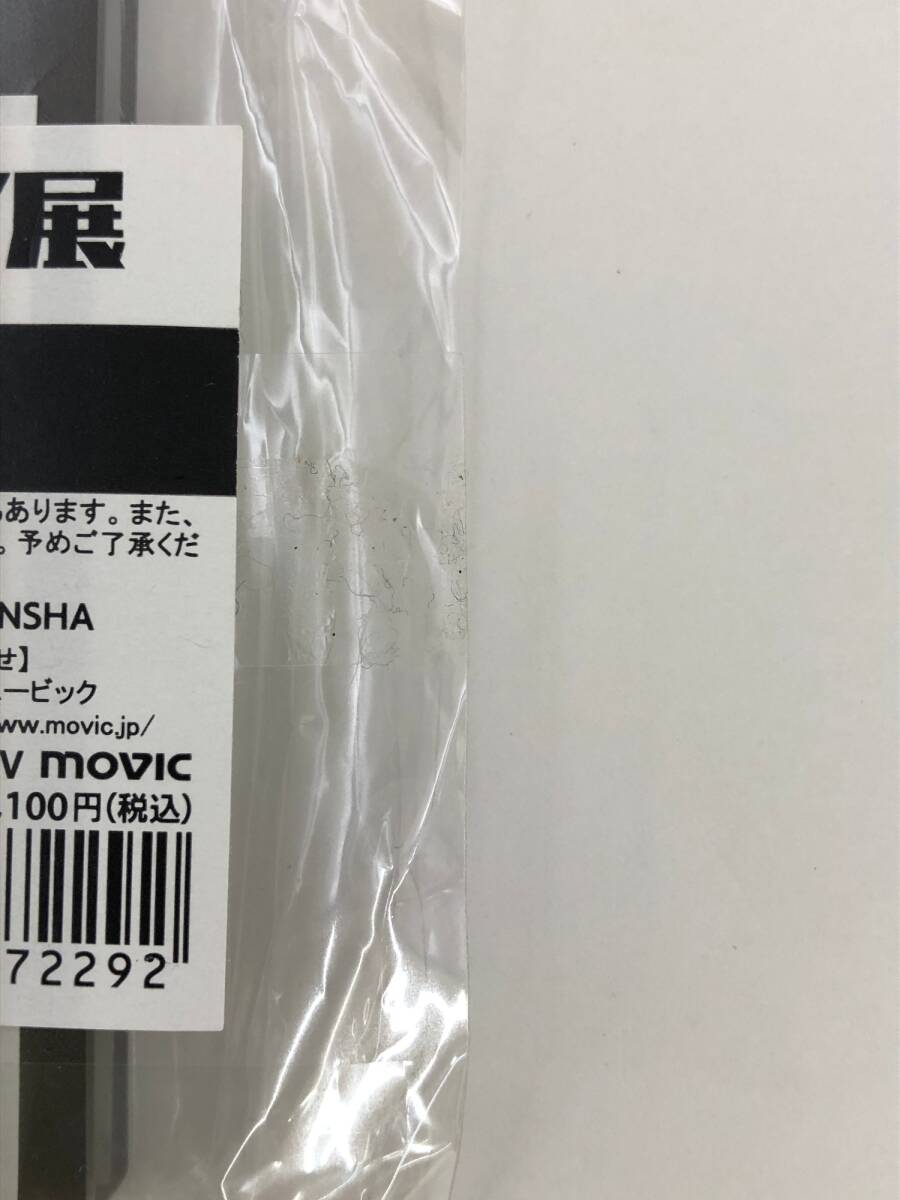 展
あります。また、
。予めご了承くだ
NSHA
せ】
ービック
ww.movic.jp/
V movic
100円(税込)
72292